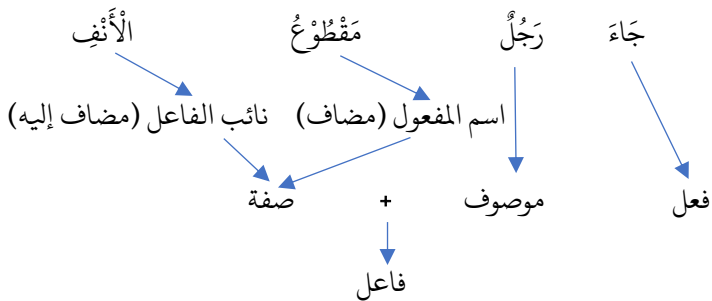 جَاءَ رَجُلٌ مَقْطُوْعُ الْأَنْفِ
اسم المفعول (مضاف) نائب الفاعل (مضاف إليه)
فعل موصوف + صفة
فاعل